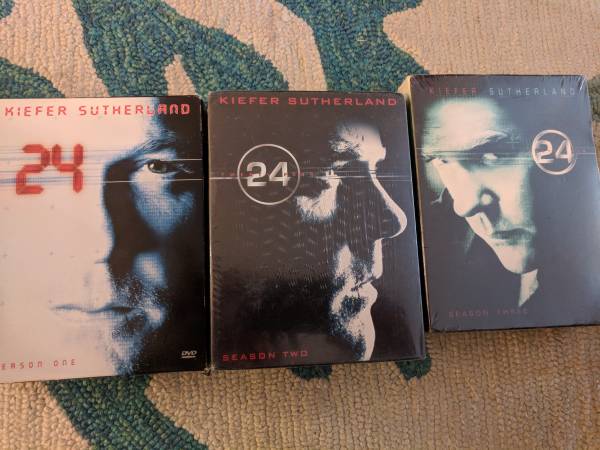 KIEFER SUTHERLAND
24
EASON ONE
DVD
KIEFER SUTHERLAND
24
SEASON TWO
KIEFER SUTHERLAND
24
SEASON THREE